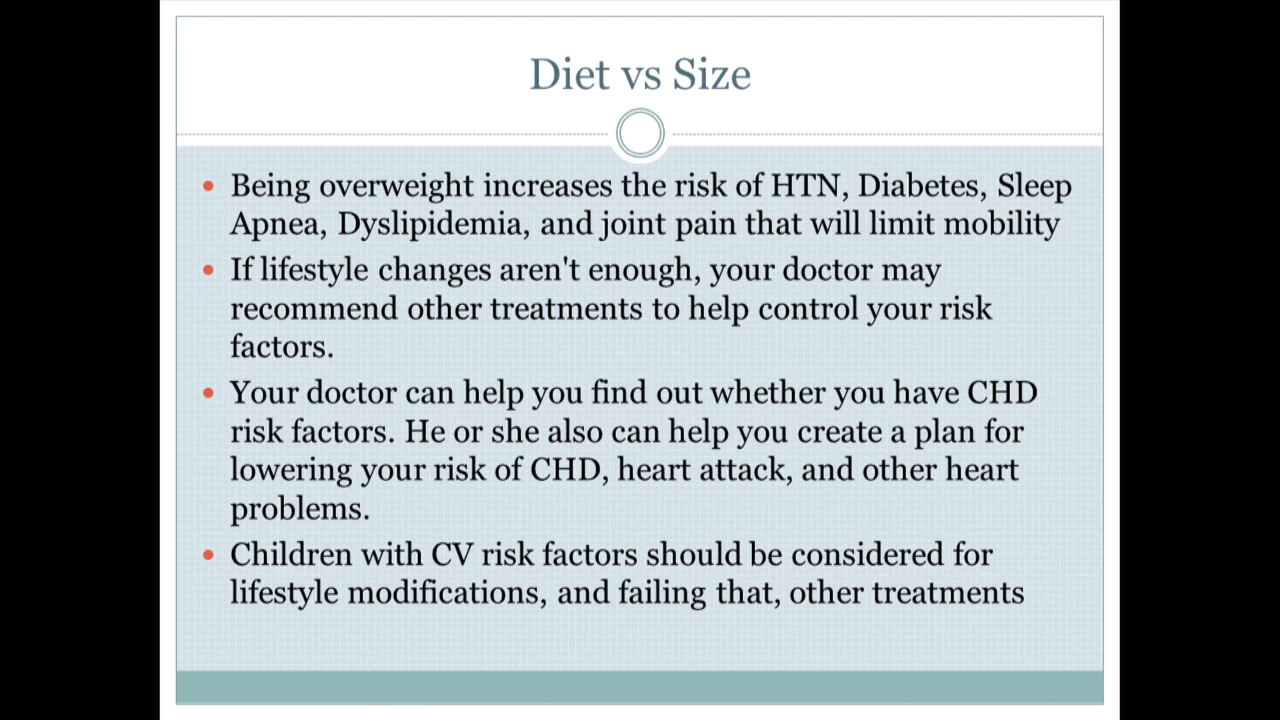 Diet vs Size
• Being overweight increases the risk of HTN, Diabetes, Sleep
Apnea, Dyslipidemia, and joint pain that will limit mobility
• If lifestyle changes aren't enough, your doctor may
recommend other treatments to help control your risk
factors.
• Your doctor can help you find out whether you have CHD
risk factors. He or she also can help you create a plan for
lowering your risk of CHD, heart attack, and other heart
problems.
• Children with CV risk factors should be considered for
lifestyle modifications, and failing that, other treatments